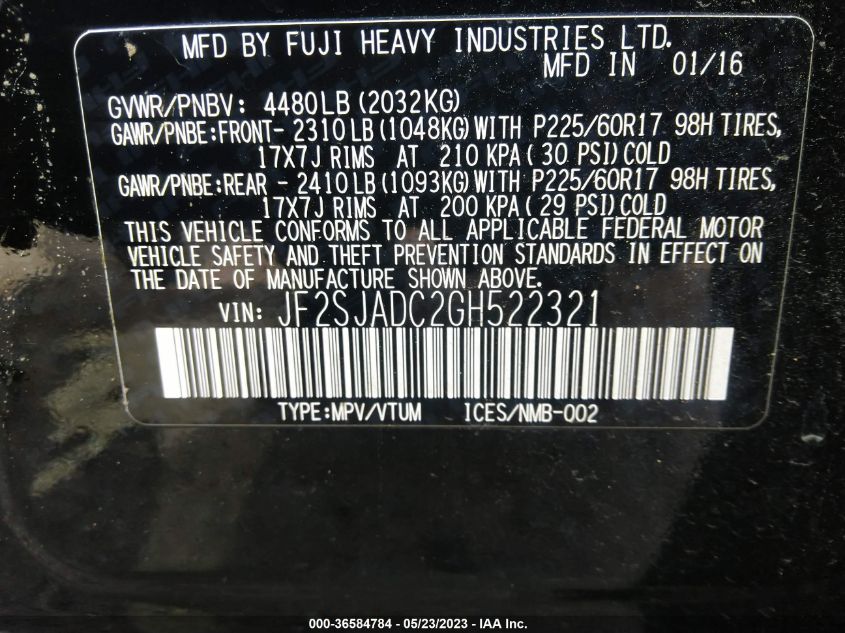 MFD BY FUJI HEAVY INDUSTRIES LTD.
MFD IN 01/16
GVWR/PNBV: 4480LB (2032KG)
GAWR/PNBE:FRONT- 2310LB (1048KG) WITH P225/60R17 98H TIRES,
17X7J RIMS AT 210 KPA (30 PSI) COLD
GAWR/PNBE:REAR - 2410LB (1093KG) WITH P225/60R17 98H TIRES,
17X7J RIMS AT 200 KPA (29 PSI) COLD
THIS VEHICLE CONFORMS TO ALL APPLICABLE FEDERAL MOTOR
VEHICLE SAFETY AND THEFT PREVENTION STANDARDS IN EFFECT ON
THE DATE OF MANUFACTURE SHOWN ABOVE.
VIN: JF2SJADC2GH522321
TYPE:MPV/VTUM ICES/NMB-002
000-36584784 - 05/23/2023 - IAA Inc.